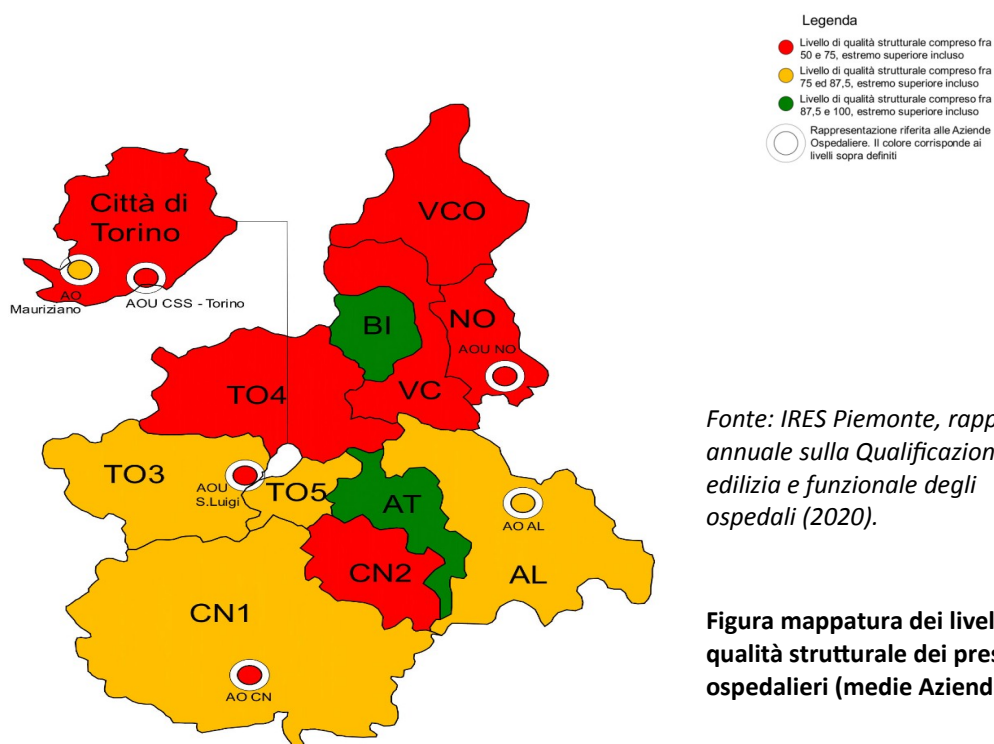 Legenda
Livello di qualità strutturale compreso fra
50 e 75, estremo superiore incluso
Livello di qualità strutturale compreso fra
75 ed 87,5, estremo superiore incluso
Livello di qualità strutturale compreso fra
87,5 e 100, estremo superiore incluso
Rappresentazione riferita alle Aziende
Ospedaliere. Il colore corrisponde ai
livelli sopra definiti
Città di
Torino
AO
Mauriziano
AOU CSS - Torino
VCO
BI
NO
AOU NO
VC
TO4
TO3
AOU
S.Luigi
TO5
AT
AO AL
AL
CN2
CN1
AO CN
Fonte: IRES Piemonte, rapp
annuale sulla Qualificazion
edilizia e funzionale degli
ospedali (2020).
Figura mappatura dei livel
qualità strutturale dei pres
ospedalieri (medie Aziend